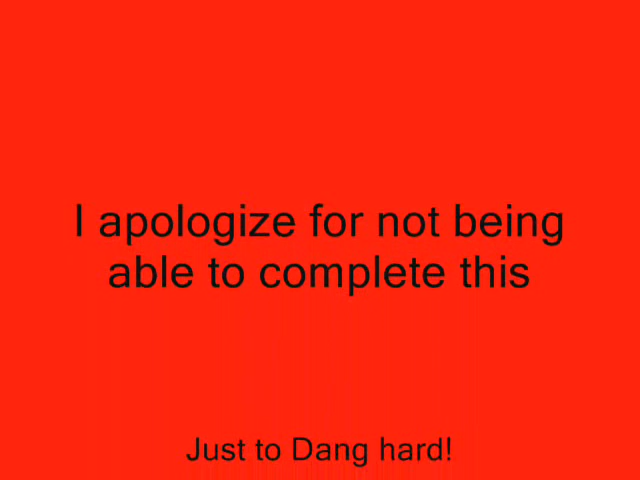 I apologize for not being
able to complete this
Just to Dang hard!